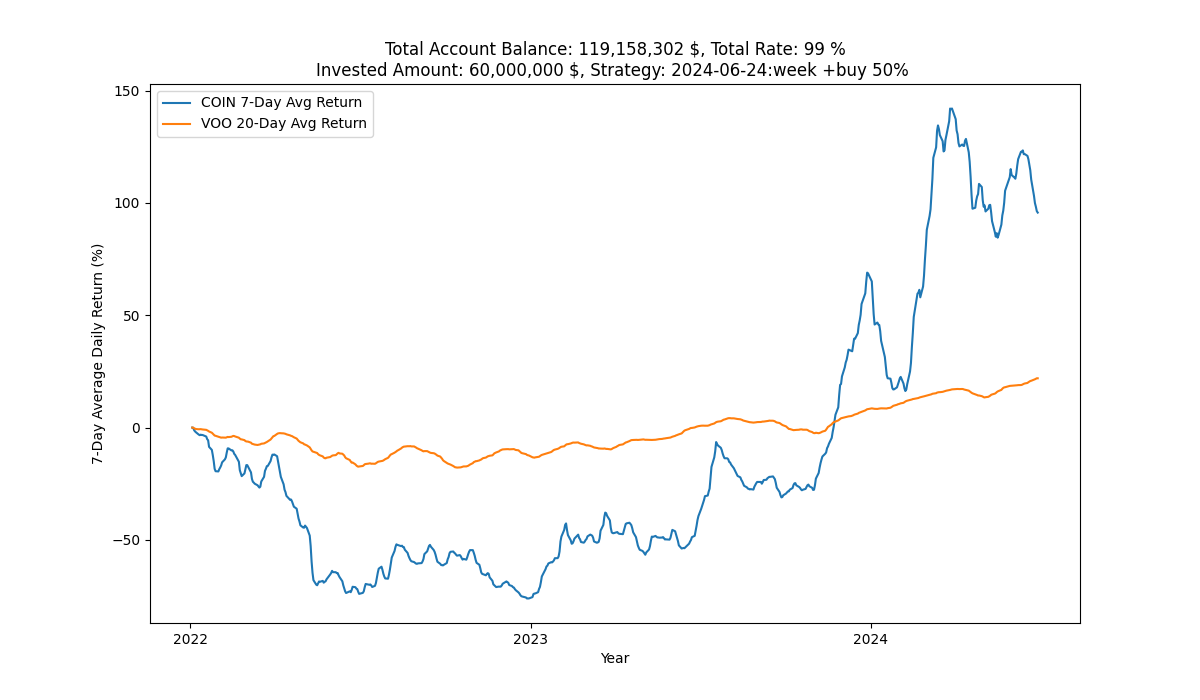 Total Account Balance: 119,158,302 $, Total Rate: 99 %
Invested Amount: 60,000,000 $, Strategy: 2024-06-24:week +buy 50%
COIN 7-Day Avg Return
VOO 20-Day Avg Return
7-Day Average Daily Return (%)
150
100
50
0
−50
2022
2023
2024
Year